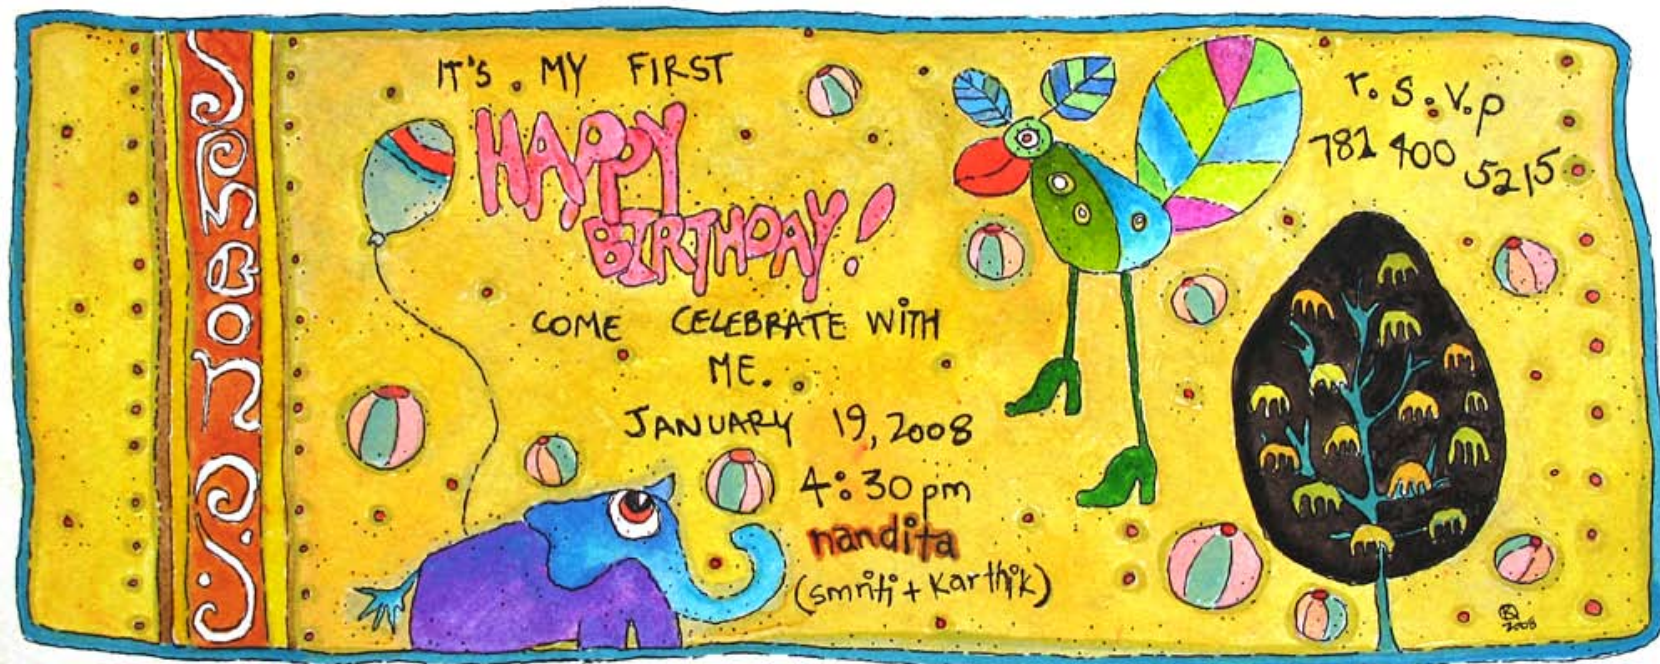 IT'S MY FIRST
HAPPY
BIRTHDAY!
COME CELEBRATE WITH
ME.
JANUARY 19, 2008
4:30 pm
nandita
(smriti + Karthik)
r.s.v.p
781 400
5215
2008